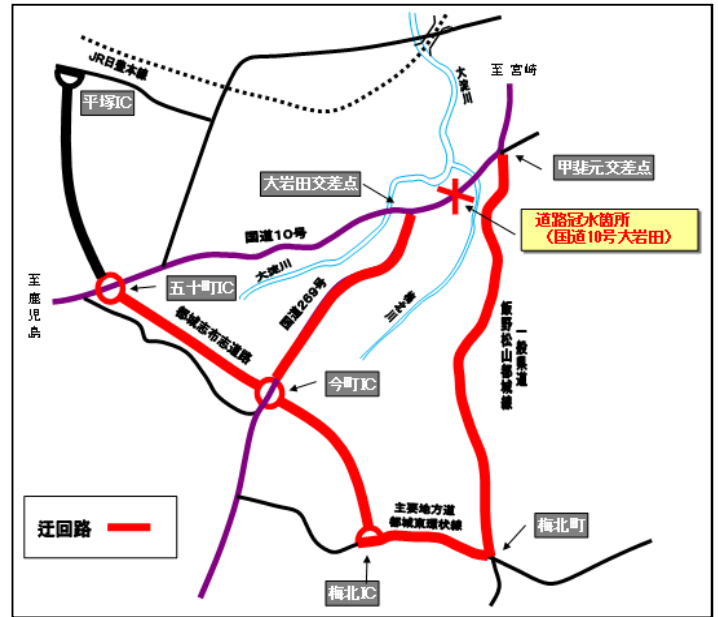 JR日豊本線
平塚IC
大淀川
至 宮崎
甲斐元交差点
大岩田交差点
道路冠水箇所
（国道10号大岩田）
国道10号
大淀川
至鹿児島
五十町IC
国道269号
都城志布志道路
一般県道
飯野松山都城線
今町IC
主要地方道
都城東環状線
梅北町
迂回路
梅北IC